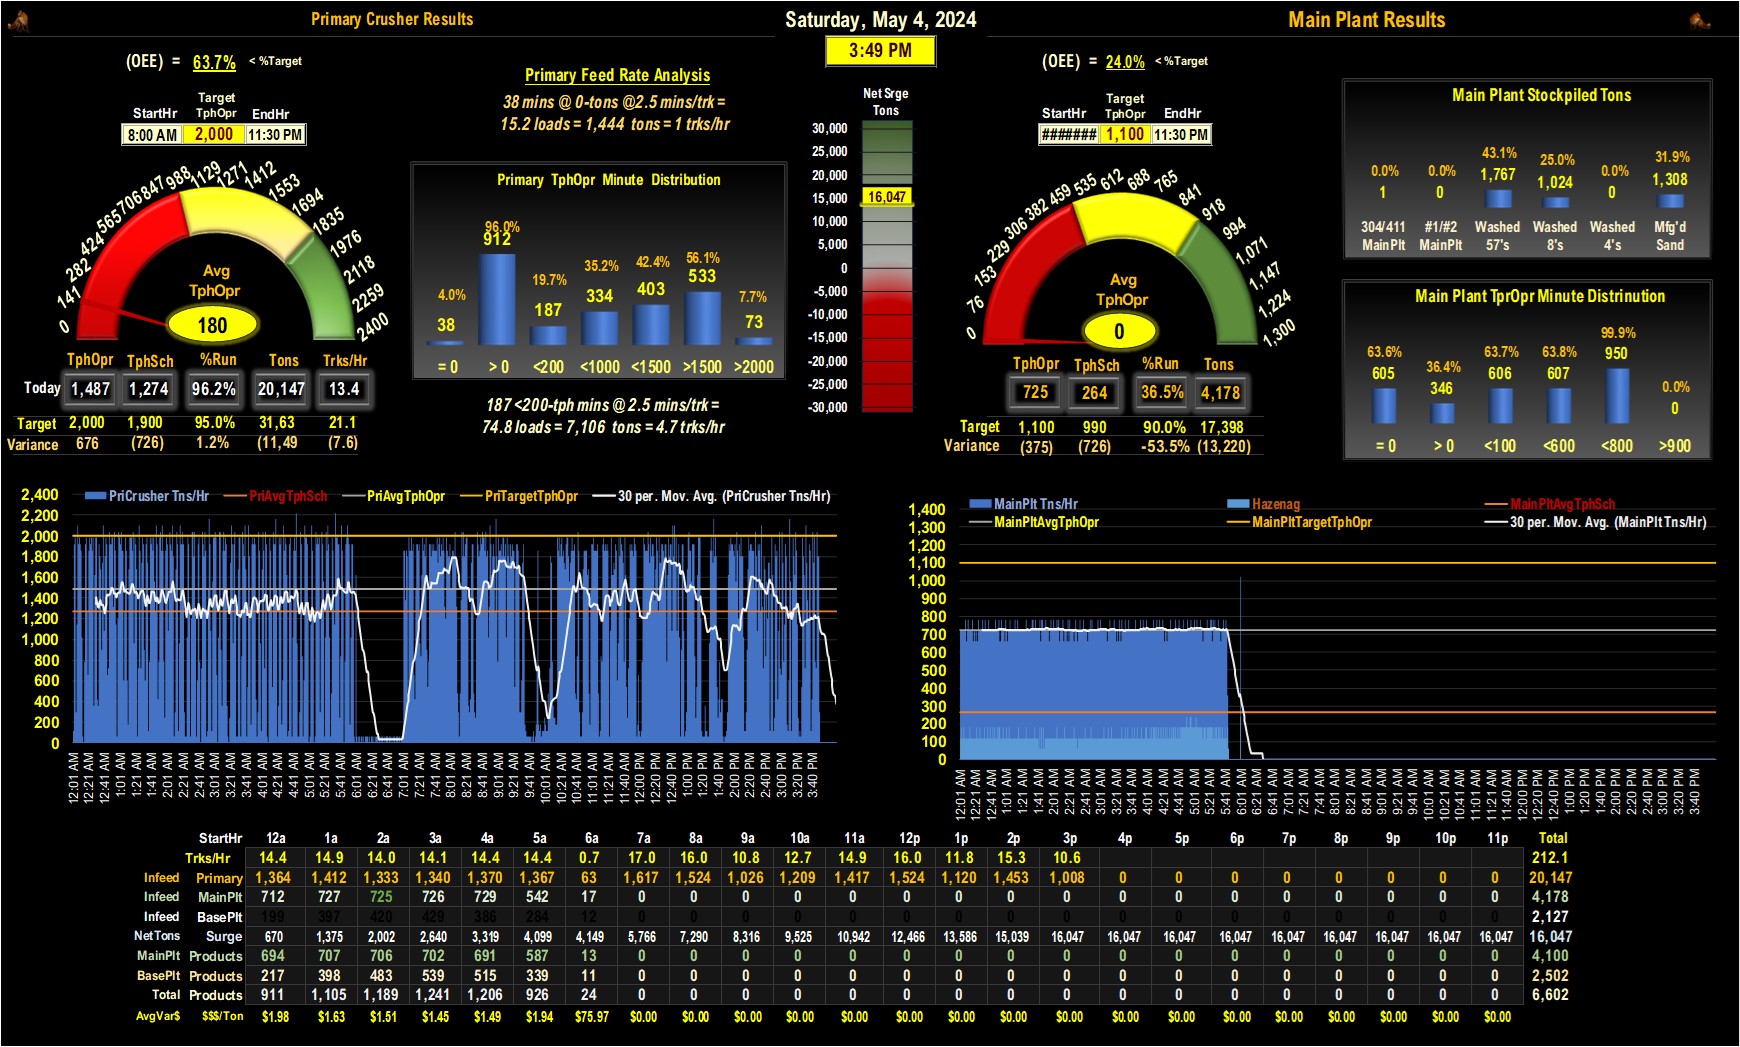 Primary Crusher Results
Saturday, May 4, 2024
Main Plant Results
3:49 PM
(OEE) = 63.7% < %Target
StartHr Target TphOpr EndHr
8:00 AM 2,000 11:30 PM
0 141 282 424 565 706 847 988 1129 1271 1412 1553 1694 1835 1976 2118 2259 2400
Avg
TphOpr
180
TphOpr TphSch %Run Tons Trks/Hr
Today 1,487 1,274 96.2% 20,147 13.4
Target 2,000 1,900 95.0% 31,63 21.1
Variance 676 (726) 1.2% (11,49 (7.6)
Primary Feed Rate Analysis
38 mins @ 0-tons @2.5 mins/trk =
15.2 loads = 1,444 tons = 1 trks/hr
Primary TphOpr Minute Distribution
4.0% 96.0% 19.7% 35.2% 42.4% 56.1% 7.7%
38 912 187 334 403 533 73
= 0 > 0 <200 <1000 <1500 >1500 >2000
187 <200-tph mins @ 2.5 mins/trk =
74.8 loads = 7,106 tons = 4.7 trks/hr
Net Srge
Tons
30,000
25,000
20,000
15,000
16,047
10,000
5,000
0
-5,000
-10,000
-15,000
-20,000
-25,000
-30,000
(OEE) = 24.0% < %Target
StartHr Target TphOpr EndHr
####### 1,100 11:30 PM
0 76 153 229 306 382 459 535 612 688 765 841 918 994 1,071 1,147 1,224 1,300
Avg
TphOpr
0
TphOpr TphSch %Run Tons
725 264 36.5% 4,178
Target 1,100 990 90.0% 17,398
Variance (375) (726) -53.5% (13,220)
Main Plant Stockpiled Tons
0.0% 0.0% 43.1% 25.0% 0.0% 31.9%
1 0 1,767 1,024 0 1,308
304/411 #1/#2 Washed Washed Washed Mfg'd
MainPlt MainPlt 57's 8's 4's Sand
Main Plant TprOpr Minute Distrinution
63.6% 36.4% 63.7% 63.8% 99.9% 0.0%
605 346 606 607 950 0
= 0 > 0 <100 <600 <800 >900
PriCrusher Tns/Hr PriAvgTphSch PriAvgTphOpr PriTargetTphOpr 30 per. Mov. Avg. (PriCrusher Tns/Hr)
2,400
2,200
2,000
1,800
1,600
1,400
1,200
1,000
800
600
400
200
0
12:01 AM 12:21 AM 12:41 AM 1:01 AM 1:21 AM 1:41 AM 2:01 AM 2:21 AM 2:41 AM 3:01 AM 3:21 AM 3:41 AM 4:01 AM 4:21 AM 4:41 AM 5:01 AM 5:21 AM 5:41 AM 6:01 AM 6:21 AM 6:41 AM 7:01 AM 7:21 AM 7:41 AM 8:01 AM 8:21 AM 8:41 AM 9:01 AM 9:21 AM 9:41 AM 10:01 AM 10:21 AM 10:41 AM 11:01 AM 11:21 AM 11:40 AM 12:00 PM 12:20 PM 12:40 PM 1:00 PM 1:20 PM 1:40 PM 2:00 PM 2:20 PM 2:40 PM 3:00 PM 3:20 PM 3:40 PM
MainPlt Tns/Hr Hazenag MainPltAvgTphSch
MainPltAvgTphOpr MainPltTargetTphOpr 30 per. Mov. Avg. (MainPlt Tns/Hr)
1,400
1,300
1,200
1,100
1,000
900
800
700
600
500
400
300
200
100
0
12:01 AM 12:21 AM 12:41 AM 1:01 AM 1:21 AM 1:41 AM 2:01 AM 2:21 AM 2:41 AM 3:01 AM 3:21 AM 3:41 AM 4:01 AM 4:21 AM 4:41 AM 5:01 AM 5:21 AM 5:41 AM 6:01 AM 6:21 AM 6:41 AM 7:01 AM 7:21 AM 7:41 AM 8:01 AM 8:21 AM 8:41 AM 9:01 AM 9:21 AM 9:41 AM 10:01 AM 10:21 AM 10:41 AM 11:01 AM 11:21 AM 11:40 AM 12:00 PM 12:20 PM 12:40 PM 1:00 PM 1:20 PM 1:40 PM 2:00 PM 2:20 PM 2:40 PM 3:00 PM 3:20 PM 3:40 PM
StartHr 12a 1a 2a 3a 4a 5a 6a 7a 8a 9a 10a 11a 12p 1p 2p 3p 4p 5p 6p 7p 8p 9p 10p 11p Total
Trks/Hr 14.4 14.9 14.0 14.1 14.4 14.4 0.7 17.0 16.0 10.8 12.7 14.9 16.0 11.8 15.3 10.6 212.1
Infeed Primary 1,364 1,412 1,333 1,340 1,370 1,367 63 1,617 1,524 1,026 1,209 1,417 1,524 1,120 1,453 1,008 0 0 0 0 0 0 0 0 20,147
Infeed MainPlt 712 727 725 726 729 542 17 0 0 0 0 0 0 0 0 0 0 0 0 0 0 0 0 0 4,178
Infeed BasePlt 199 397 420 429 386 284 12 0 0 0 0 0 0 0 0 0 0 0 0 0 0 0 0 0 2,127
NetTons Surge 670 1,375 2,002 2,640 3,319 4,099 4,149 5,766 7,290 8,316 9,525 10,942 12,466 13,586 15,039 16,047 16,047 16,047 16,047 16,047 16,047 16,047 16,047 16,047 16,047
MainPlt Products 694 707 706 702 691 587 13 0 0 0 0 0 0 0 0 0 0 0 0 0 0 0 0 0 4,100
BasePlt Products 217 398 483 539 515 339 11 0 0 0 0 0 0 0 0 0 0 0 0 0 0 0 0 0 2,502
Total Products 911 1,105 1,189 1,241 1,206 926 24 0 0 0 0 0 0 0 0 0 0 0 0 0 0 0 0 0 6,602
AvgVar$ $$$/Ton $1.98 $1.63 $1.51 $1.45 $1.49 $1.94 $75.97 $0.00 $0.00 $0.00 $0.00 $0.00 $0.00 $0.00 $0.00 $0.00 $0.00 $0.00 $0.00 $0.00 $0.00 $0.00 $0.00 $0.00